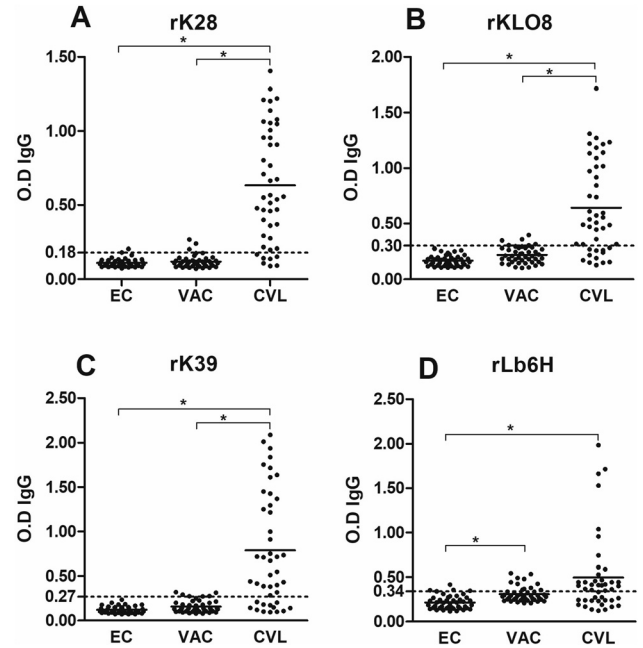 A
rK28
*
*
1.50
1.00
0.50
0.18
0.00
O.D IgG
EC VAC CVL
B
rKLO8
*
*
2.00
1.50
1.00
0.50
0.30
0.00
O.D IgG
EC VAC CVL
C
rK39
*
*
2.50
2.00
1.50
1.00
0.50
0.27
0.00
O.D IgG
EC VAC CVL
D
rLb6H
*
*
2.50
2.00
1.50
1.00
0.50
0.34
0.00
O.D IgG
EC VAC CVL